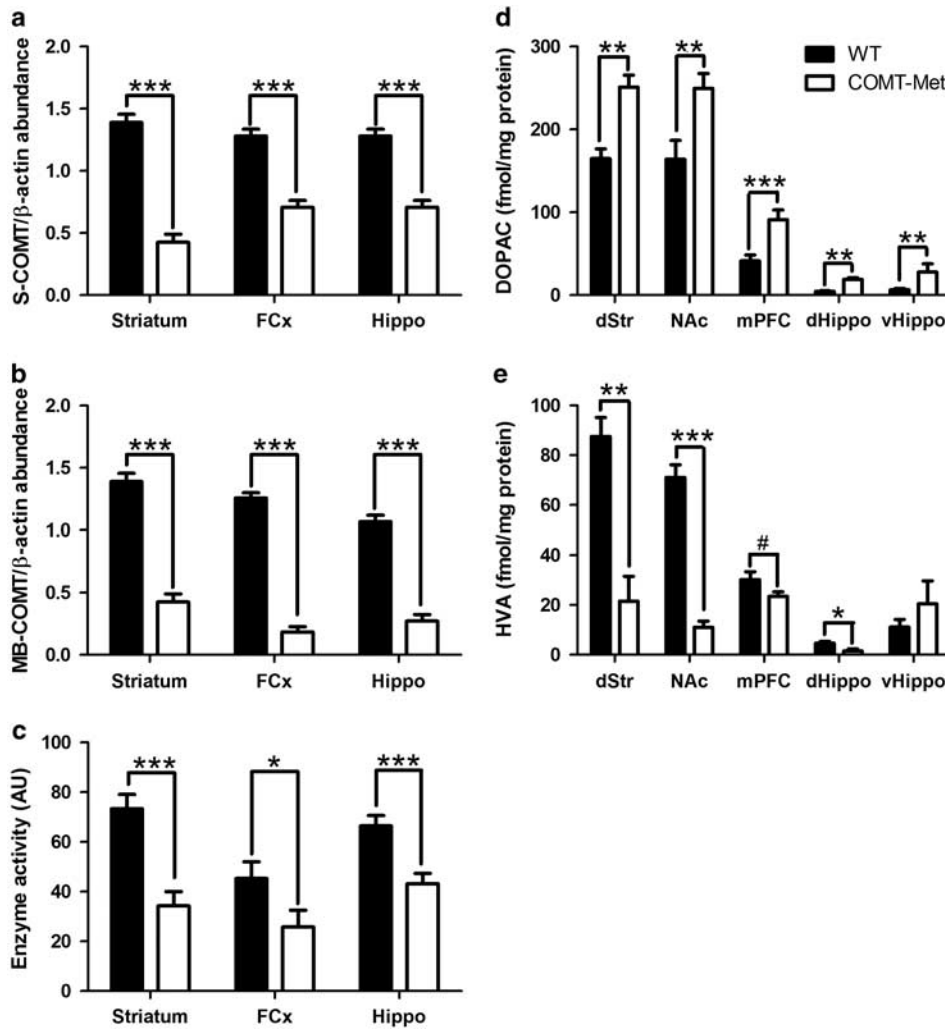 a
S-COMT/β-actin abundance
2.0
1.5
1.0
0.5
0.0
***
***
***
Striatum FCx Hippo
b
MB-COMT/β-actin abundance
2.0
1.5
1.0
0.5
0.0
***
***
***
Striatum FCx Hippo
c
Enzyme activity (AU)
100
80
60
40
20
0
***
*
***
Striatum FCx Hippo
d
DOPAC (fmol/mg protein)
300
200
100
0
**
**
***
**
**
WT
COMT-Met
dStr NAc mPFC dHippo vHippo
e
HVA (fmol/mg protein)
100
80
60
40
20
0
**
***
#
*
dStr NAc mPFC dHippo vHippo